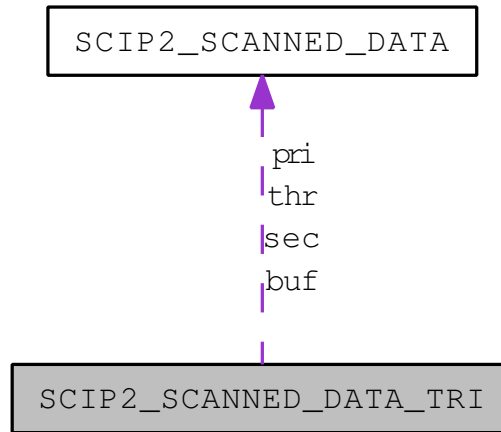 SCIP2_SCANNED_DATA
pri
thr
sec
buf
SCIP2_SCANNED_DATA_TRI